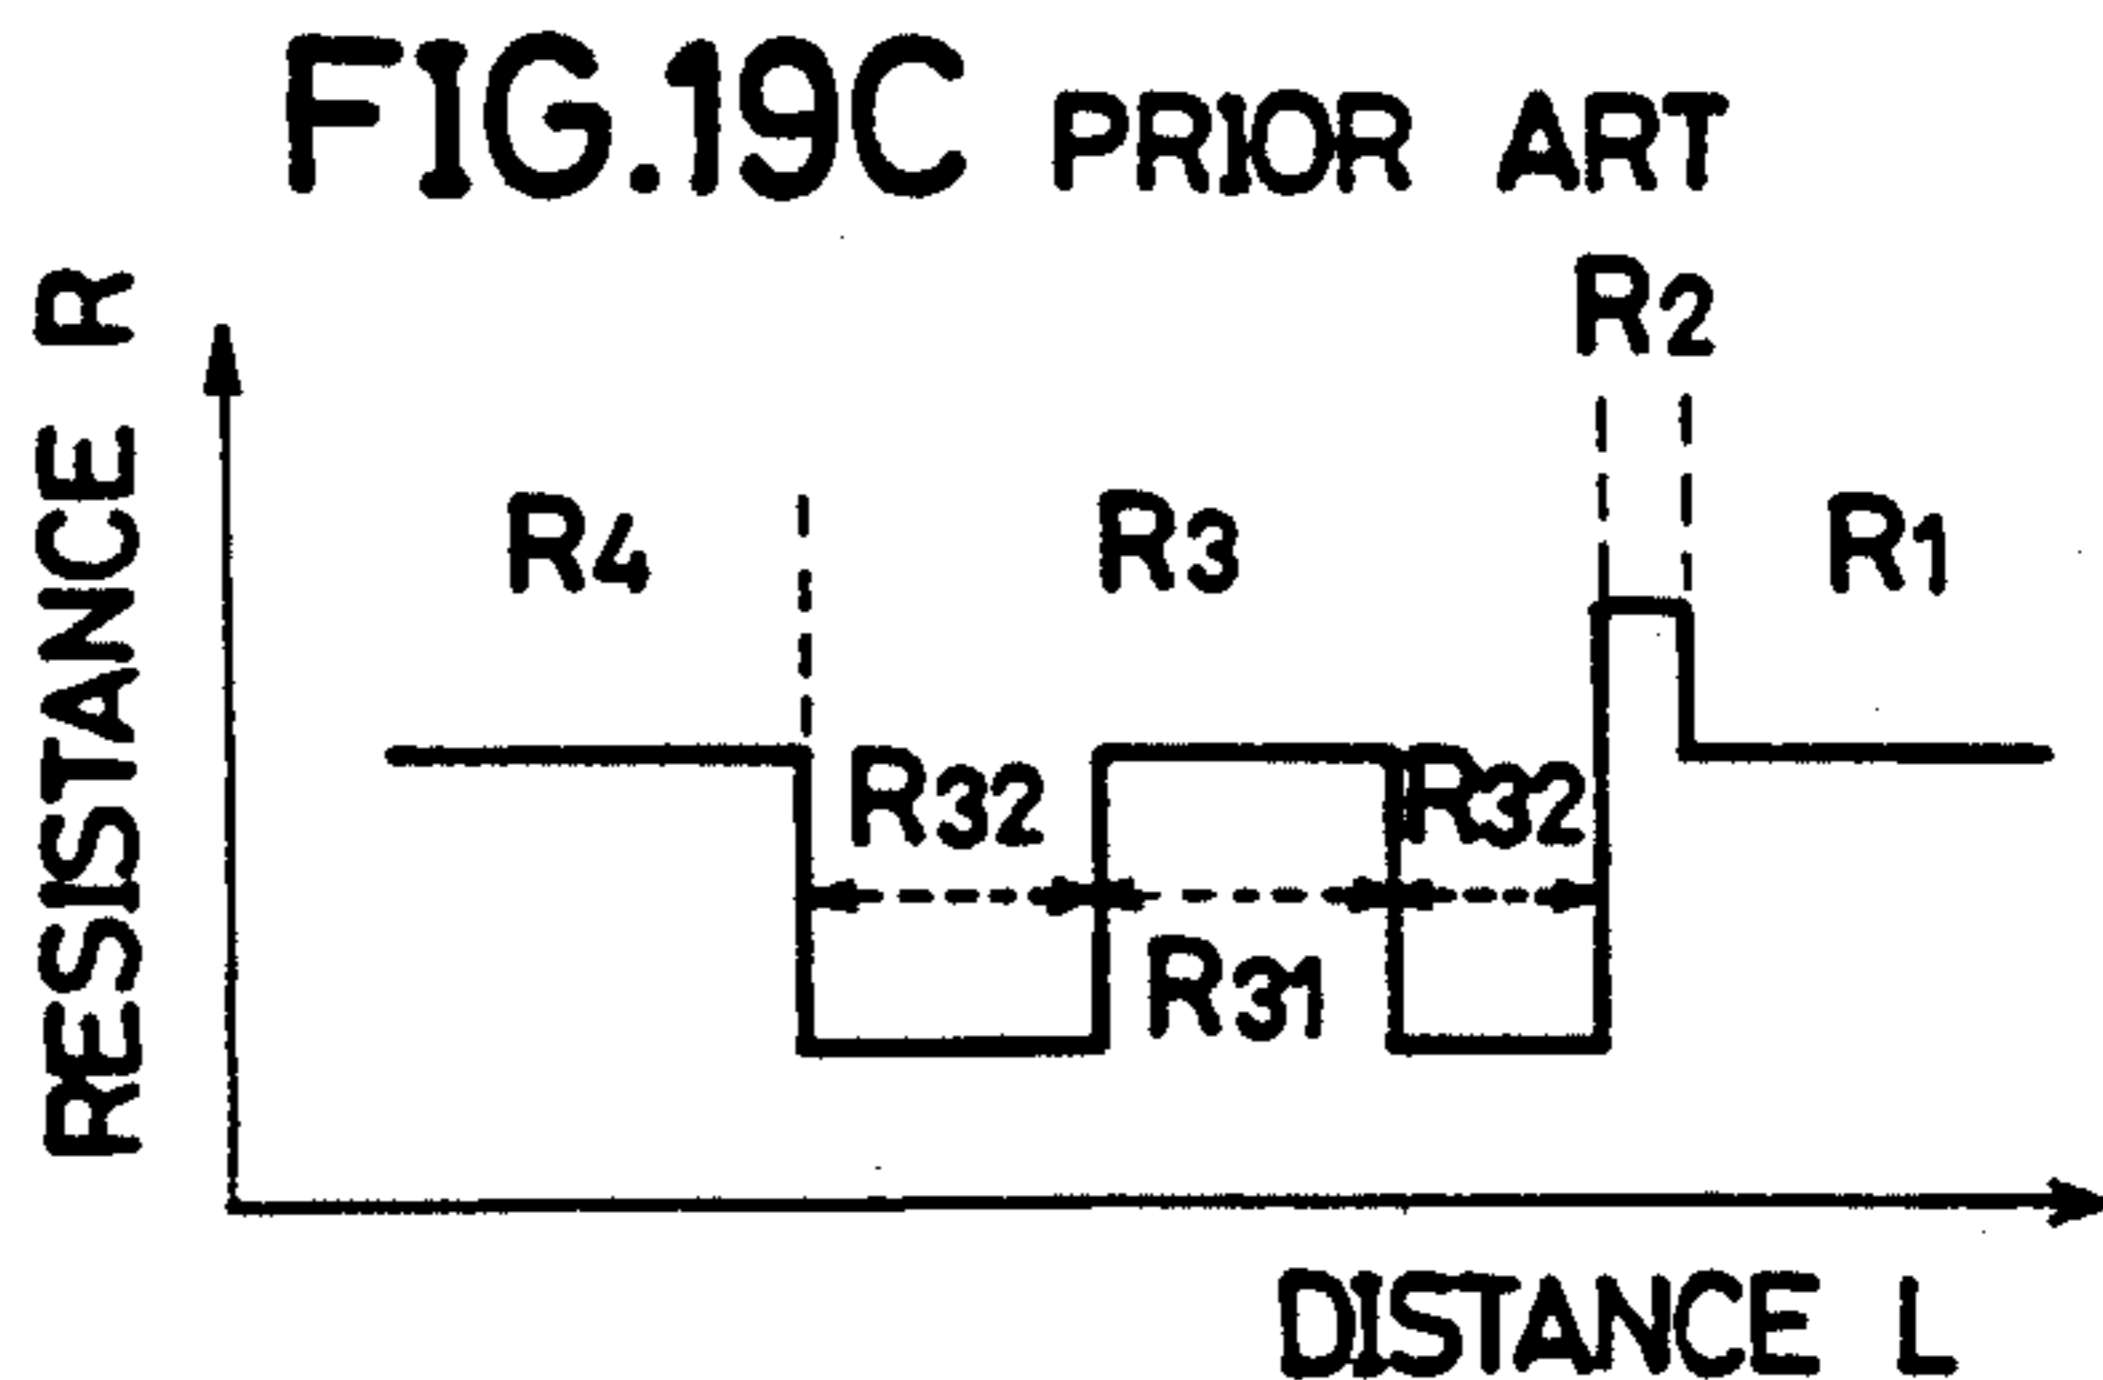 FIG.19C PRIOR ART
RESISTANCE R
R2
R4 R3 R1
R32 R32
R31
DISTANCE L